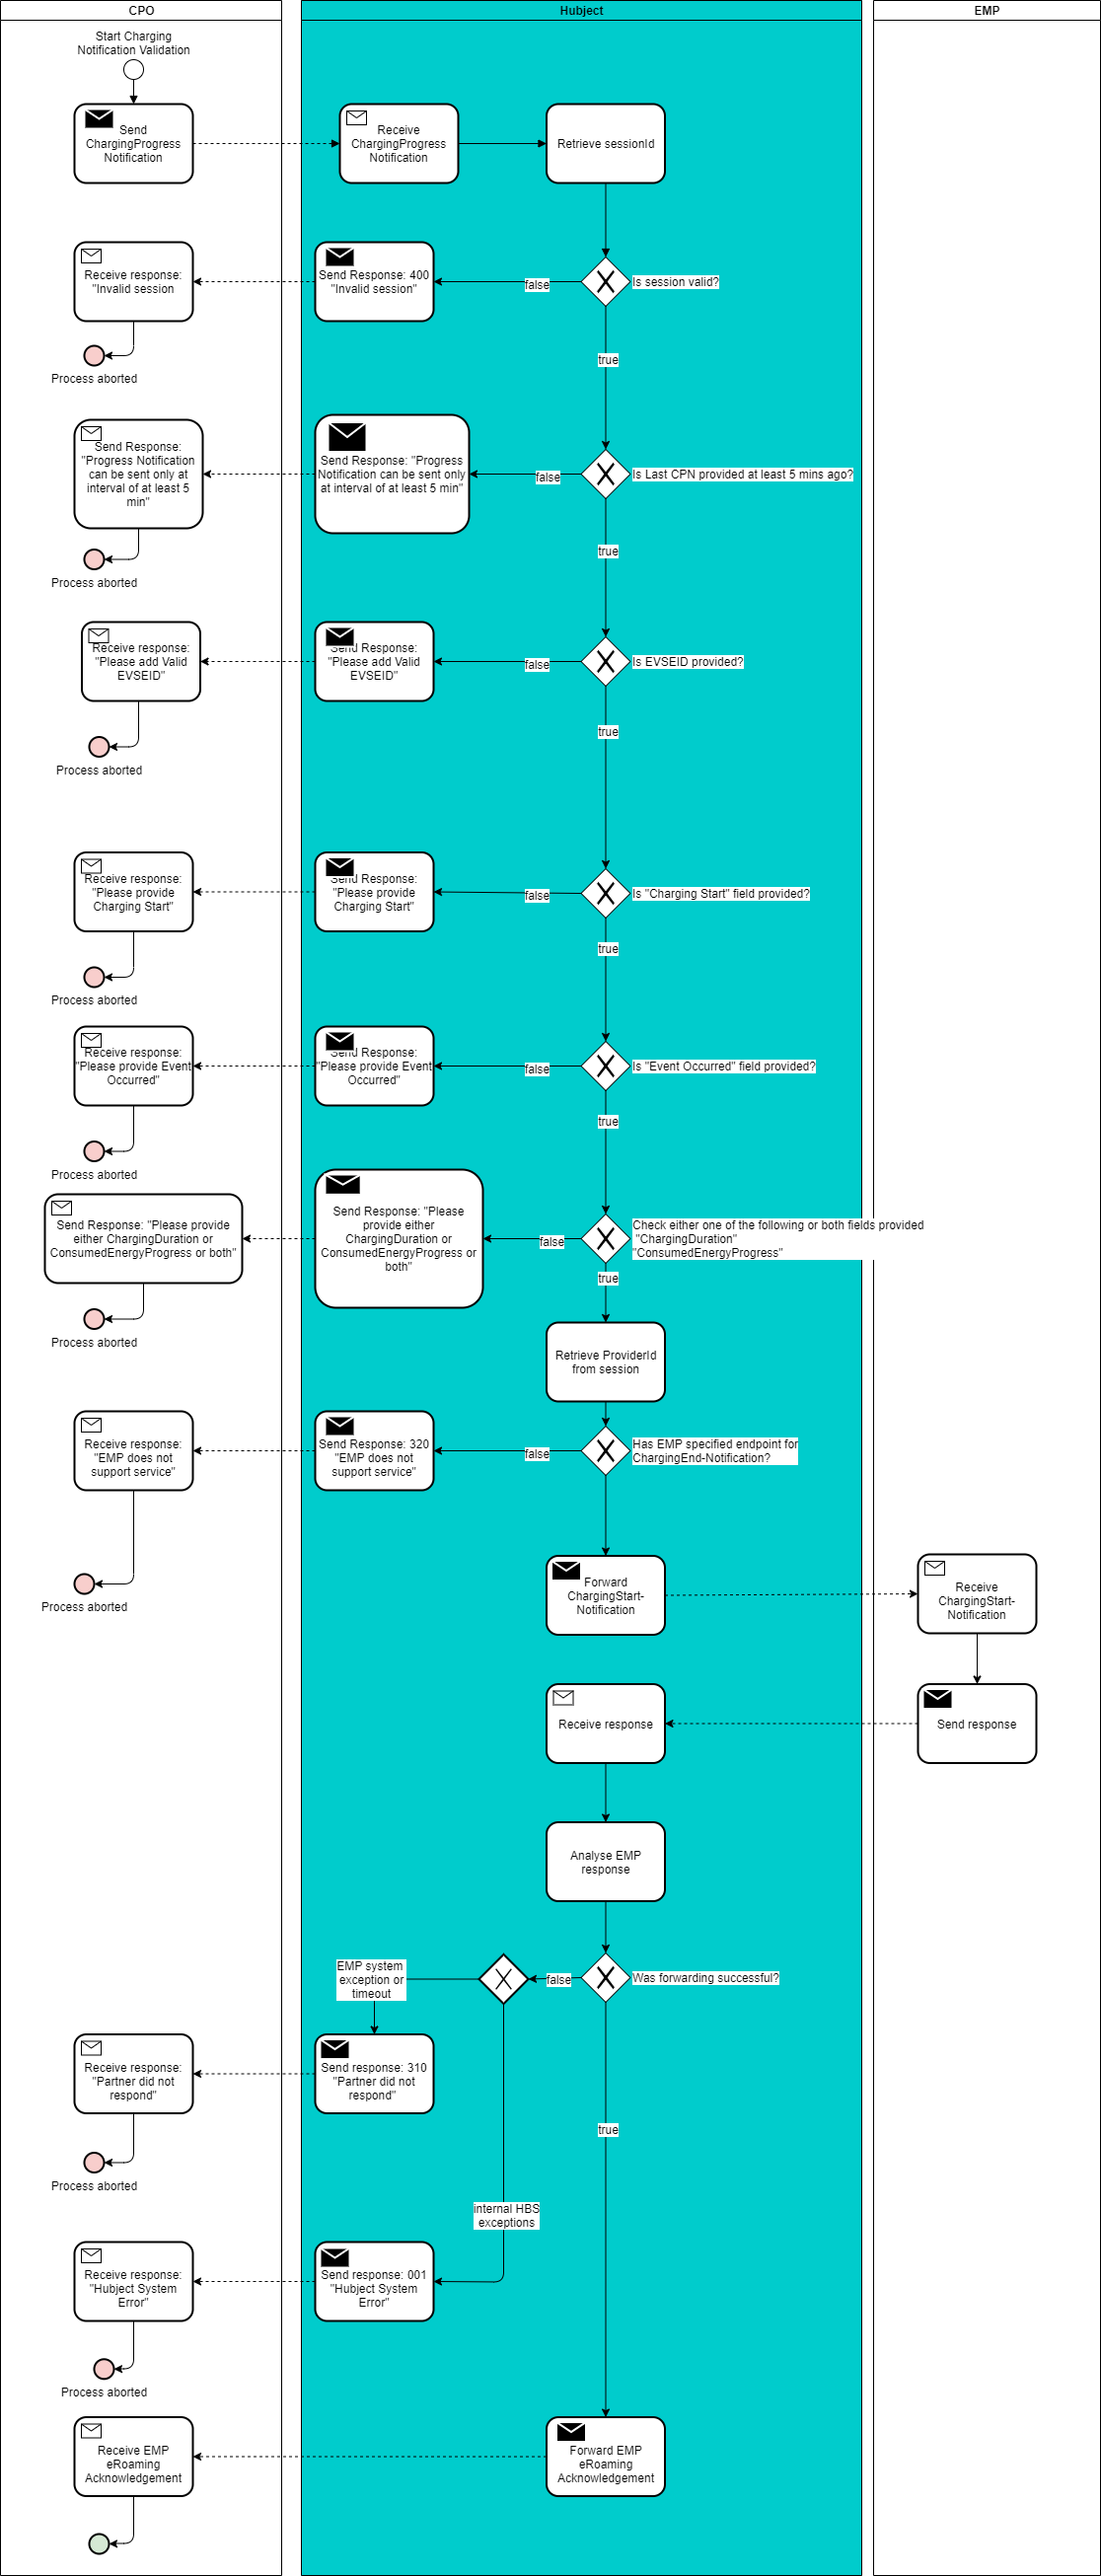 CPO
Hubject
EMP
Start Charging
Notification Validation
Send
ChargingProgress
Notification
Receive
ChargingProgress
Notification
Retrieve sessionId
Receive response:
"Invalid session
Send Response: 400
"Invalid session"
false
Is session valid?
true
Process aborted
Send Response:
"Progress Notification
can be sent only at
interval of at least 5
min"
Send Response: "Progress
Notification can be sent only
at interval of at least 5 min"
false
Is Last CPN provided at least 5 mins ago?
true
Process aborted
Receive response:
"Please add Valid
EVSEID"
Send Response:
"Please add Valid
EVSEID"
false
Is EVSEID provided?
true
Process aborted
Receive response:
"Please provide
Charging Start"
Send Response:
"Please provide
Charging Start"
false
Is "Charging Start" field provided?
true
Process aborted
Receive response:
"Please provide Event
Occurred"
Send Response:
"Please provide Event
Occurred"
false
Is "Event Occurred" field provided?
true
Process aborted
Send Response: "Please provide
either ChargingDuration or
ConsumedEnergyProgress or both"
Send Response: "Please
provide either
ChargingDuration or
ConsumedEnergyProgress or
both"
false
Check either one of the following or both fields provided
"ChargingDuration"
"ConsumedEnergyProgress"
true
Process aborted
Retrieve ProviderId
from session
Receive response:
"EMP does not
support service"
Send Response: 320
"EMP does not
support service"
false
Has EMP specified endpoint for
ChargingEnd-Notification?
Process aborted
Forward
ChargingStart-
Notification
Receive
ChargingStart-
Notification
Receive response
Send response
Analyse EMP
response
EMP system
exception or
timeout
false
Was forwarding successful?
Receive response:
"Partner did not
respond"
Send response: 310
"Partner did not
respond"
true
Process aborted
internal HBS
exceptions
Receive response:
"Hubject System
Error"
Send response: 001
"Hubject System
Error"
Process aborted
Receive EMP
eRoaming
Acknowledgement
Forward EMP
eRoaming
Acknowledgement